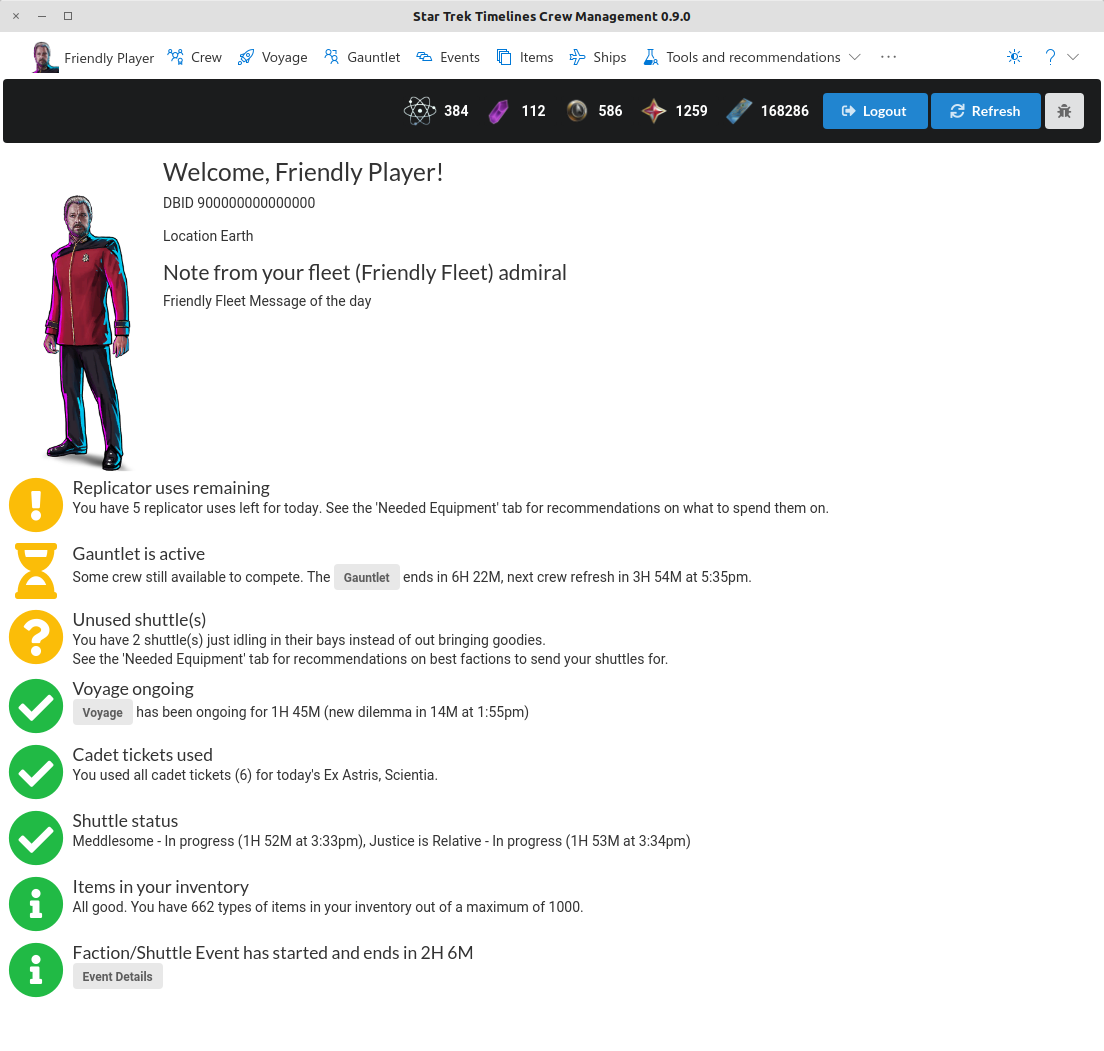 Star Trek Timelines Crew Management 0.9.0
Friendly Player Crew Voyage Gauntlet Events Items Ships Tools and recommendations ... ?
384 112 586 1259 168286 Logout Refresh
Welcome, Friendly Player!
DBID 900000000000000
Location Earth
Note from your fleet (Friendly Fleet) admiral
Friendly Fleet Message of the day
Replicator uses remaining
You have 5 replicator uses left for today. See the 'Needed Equipment' tab for recommendations on what to spend them on.
Gauntlet is active
Some crew still available to compete. The Gauntlet ends in 6H 22M, next crew refresh in 3H 54M at 5:35pm.
Unused shuttle(s)
You have 2 shuttle(s) just idling in their bays instead of out bringing goodies.
See the 'Needed Equipment' tab for recommendations on best factions to send your shuttles for.
Voyage ongoing
Voyage has been ongoing for 1H 45M (new dilemma in 14M at 1:55pm)
Cadet tickets used
You used all cadet tickets (6) for today's Ex Astris, Scientia.
Shuttle status
Meddlesome - In progress (1H 52M at 3:33pm), Justice is Relative - In progress (1H 53M at 3:34pm)
Items in your inventory
All good. You have 662 types of items in your inventory out of a maximum of 1000.
Faction/Shuttle Event has started and ends in 2H 6M
Event Details